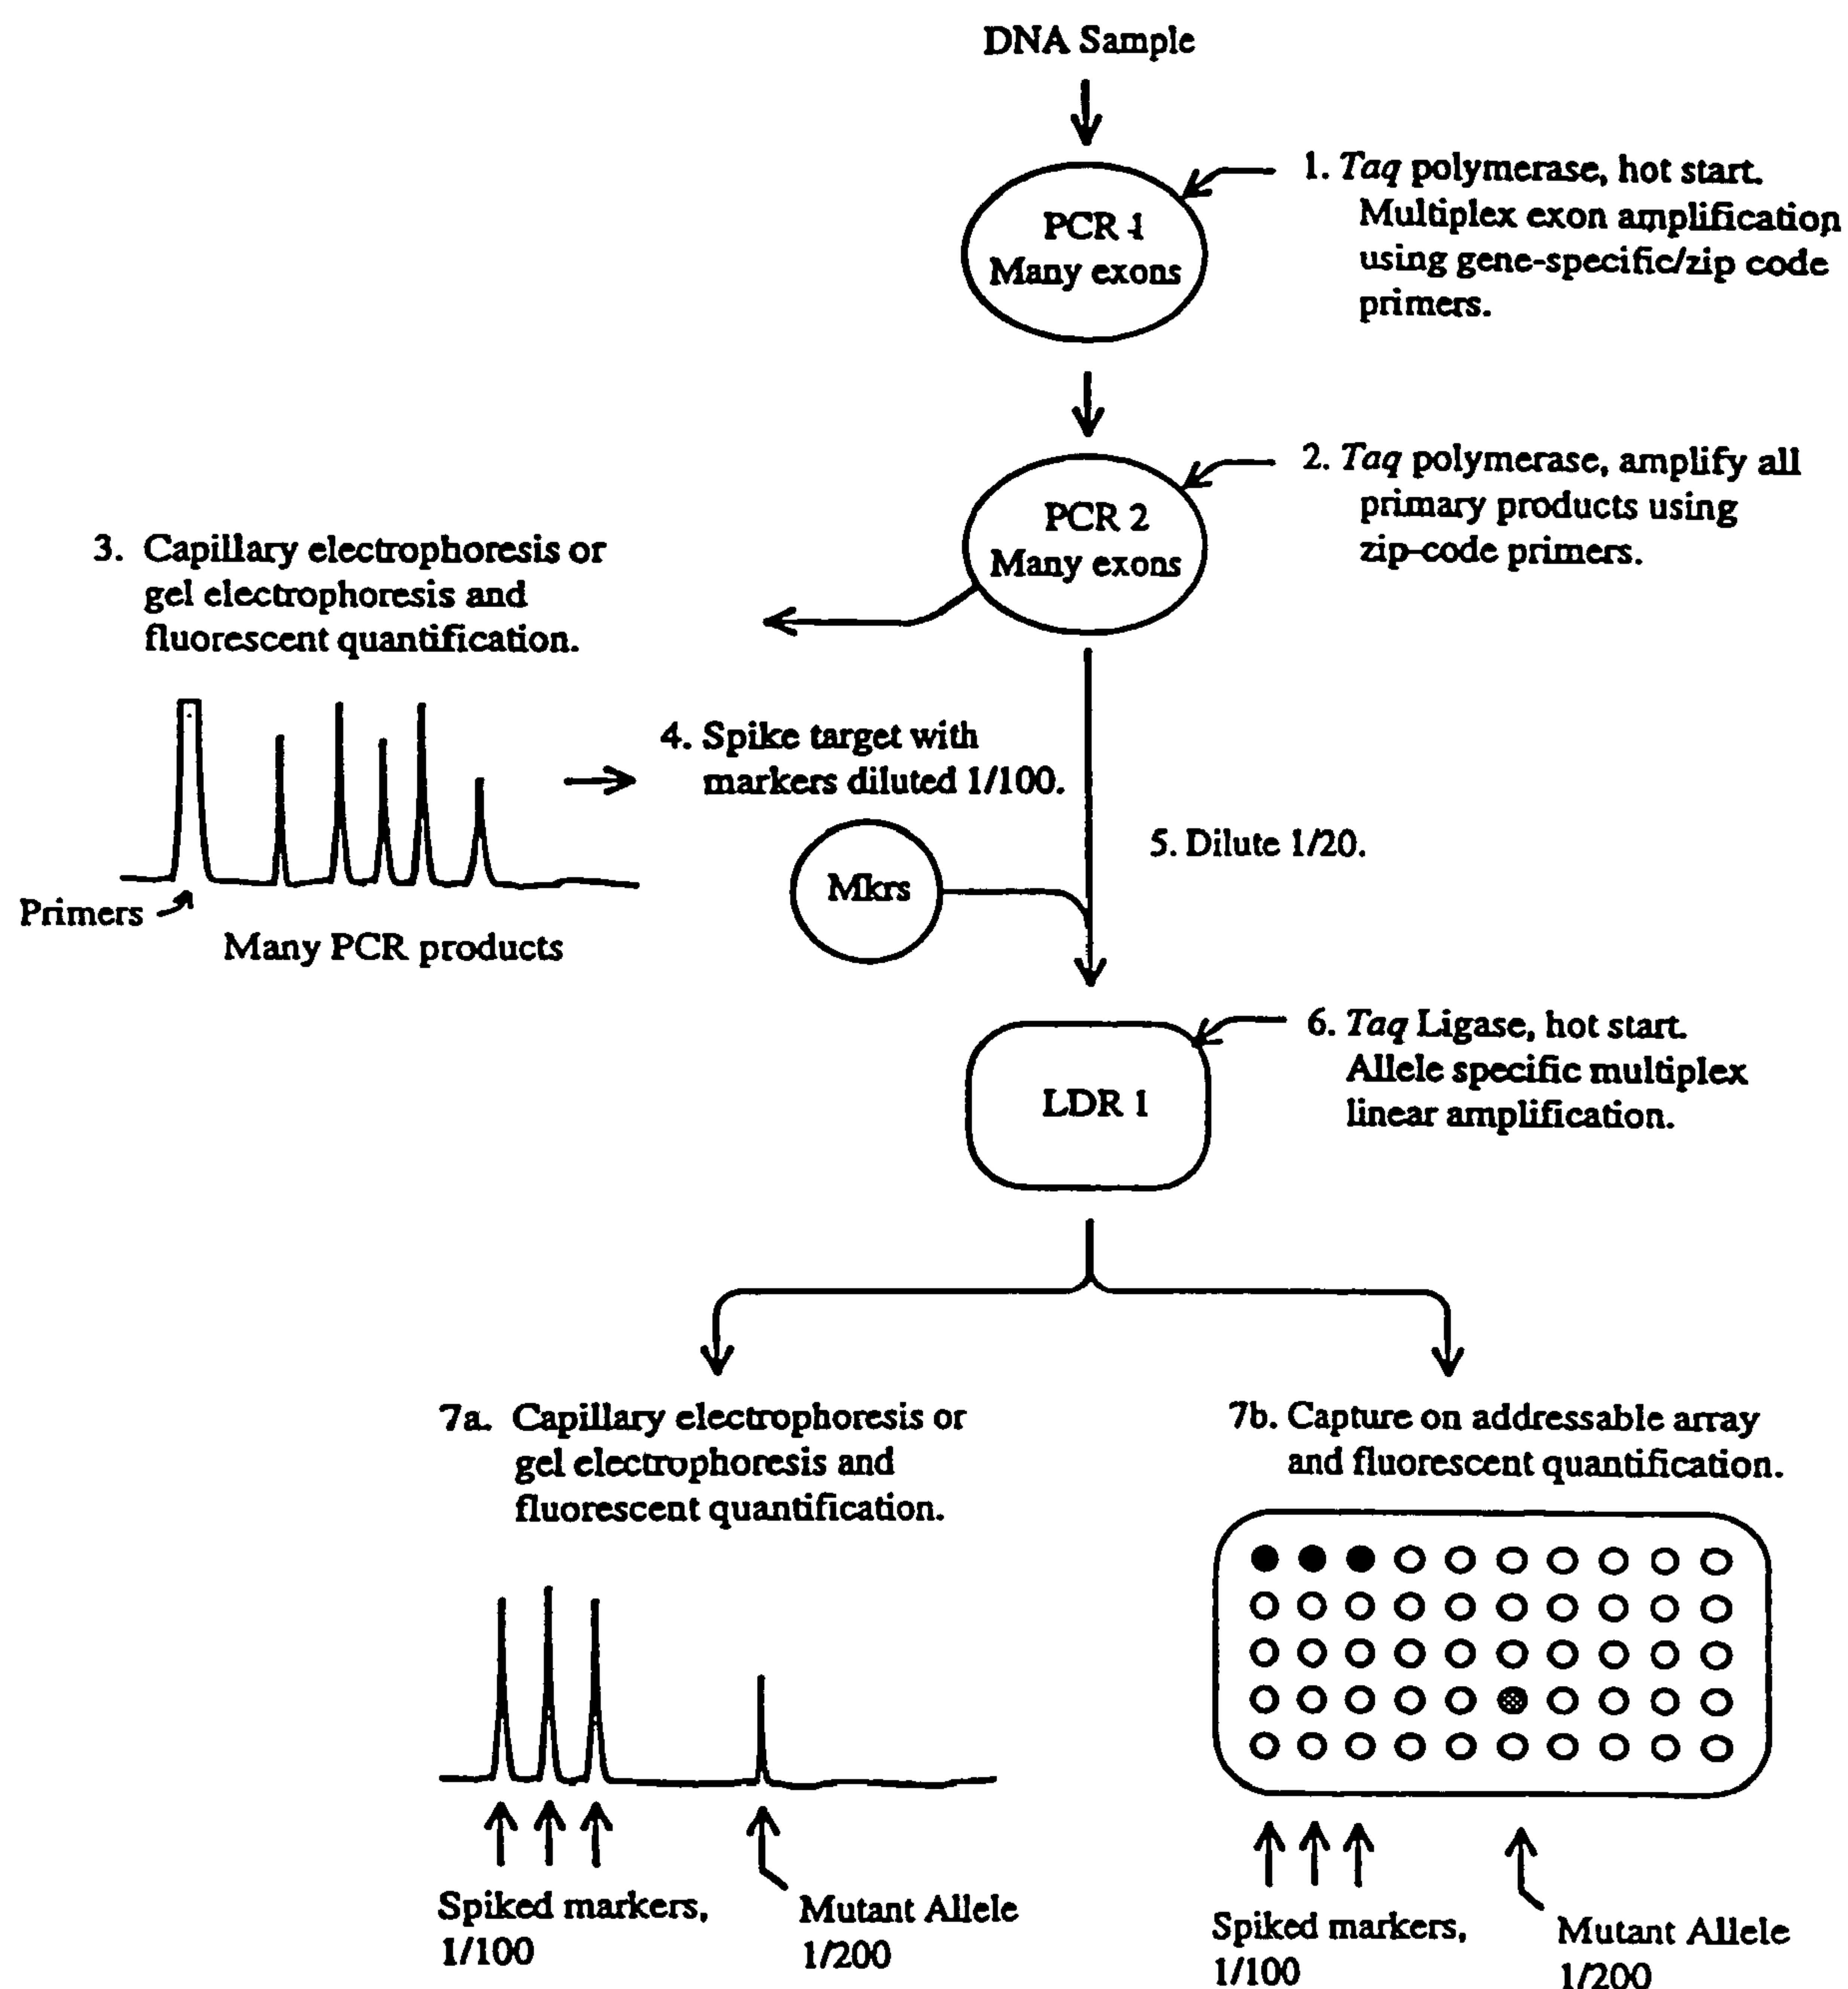 DNA Sample
PCR 1
Many exons
1. Taq polymerase, hot start.
Multiplex exon amplification
using gene-specific/zip code
primers.
PCR 2
Many exons
2. Taq polymerase, amplify all
primary products using
zip-code primers.
3. Capillary electrophoresis or
gel electrophoresis and
fluorescent quantification.
Primers
Many PCR products
4. Spike target with
markers diluted 1/100.
Mkrs
5. Dilute 1/20.
LDR 1
6. Taq Ligase, hot start.
Allele specific multiplex
linear amplification.
7a. Capillary electrophoresis or
gel electrophoresis and
fluorescent quantification.
Spiked markers,
1/100
Mutant Allele
1/200
7b. Capture on addressable array
and fluorescent quantification.
Spiked markers,
1/100
Mutant Allele
1/200